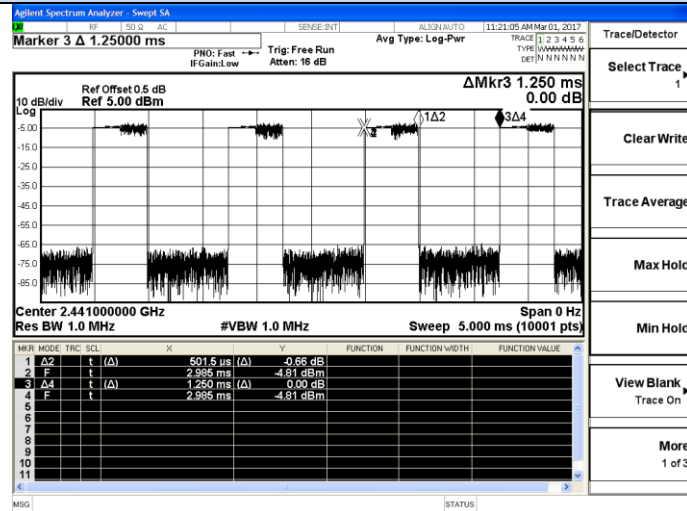 Agilent Spectrum Analyzer - Swept SA
RF 50 Ω AC SENSE:INT ALIGN AUTO 11:21:05 AM Mar 01, 2017
Marker 3 Δ 1.25000 ms
PNO: Fast
IFGain:Low
Trig: Free Run
Atten: 16 dB
Avg Type: Log-Pwr
TRACE 1 2 3 4 5 6
TYPE WWWWWW
DET N N N N N N
Ref Offset 0.5 dB
10 dB/div Ref 5.00 dBm
ΔMkr3 1.250 ms
0.00 dB
Log
-5.00
-15.0
-25.0
-35.0
-45.0
-55.0
-65.0
-75.0
-85.0
1Δ2
3Δ4
Center 2.441000000 GHz
Span 0 Hz
Res BW 1.0 MHz
#VBW 1.0 MHz
Sweep 5.000 ms (10001 pts)
MKR MODE TRC SCL X Y FUNCTION FUNCTION WIDTH FUNCTION VALUE
1 Δ2 t (Δ) 501.5 μs (Δ) -0.66 dB
2 F t 2.985 ms -4.81 dBm
3 Δ4 t (Δ) 1.250 ms (Δ) 0.00 dB
4 F t 2.985 ms -4.81 dBm
5
6
7
8
9
10
11
MSG
STATUS
Trace/Detector
Select Trace
1
Clear Write
Trace Average
Max Hold
Min Hold
View Blank
Trace On
More
1 of 3